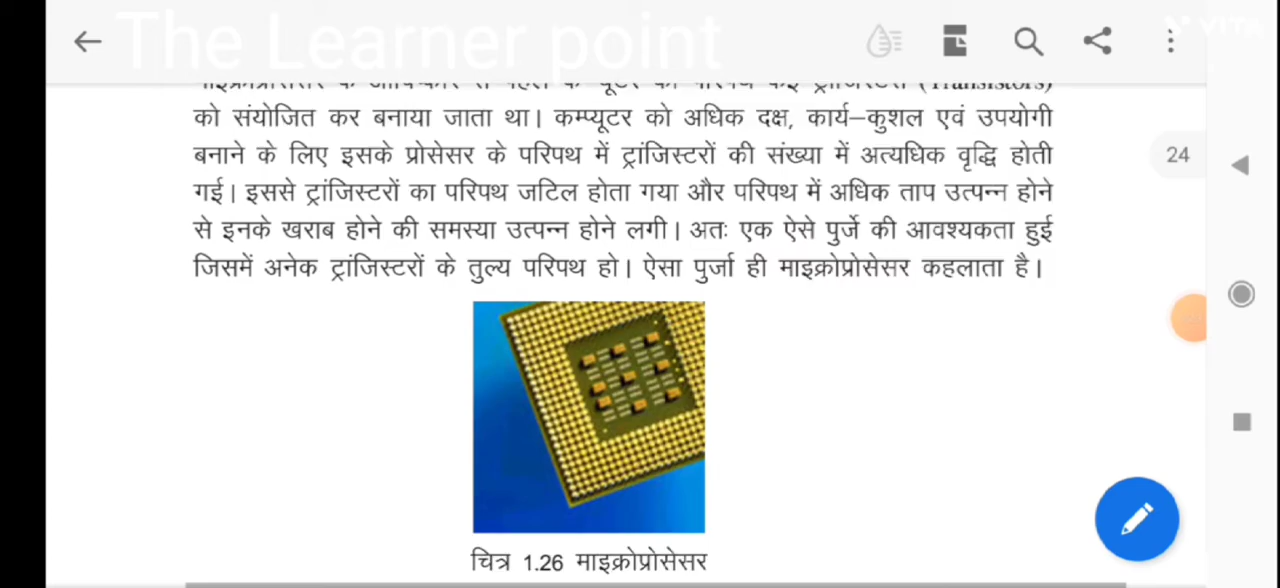 The Learner point
VITA
(Transistors)
को संयोजित कर बनाया जाता था। कम्प्यूटर को अधिक दक्ष, कार्य–कुशल एवं उपयोगी
बनाने के लिए इसके प्रोसेसर के परिपथ में ट्रांजिस्टरों की संख्या में अत्यधिक वृद्धि होती
24
गई। इससे ट्रांजिस्टरों का परिपथ जटिल होता गया और परिपथ में अधिक ताप उत्पन्न होने
से इनके खराब होने की समस्या उत्पन्न होने लगी। अतः एक ऐसे पुर्जे की आवश्यकता हुई
जिसमें अनेक ट्रांजिस्टरों के तुल्य परिपथ हो। ऐसा पुर्जा ही माइक्रोप्रोसेसर कहलाता है।
चित्र 1.26 माइक्रोप्रोसेसर